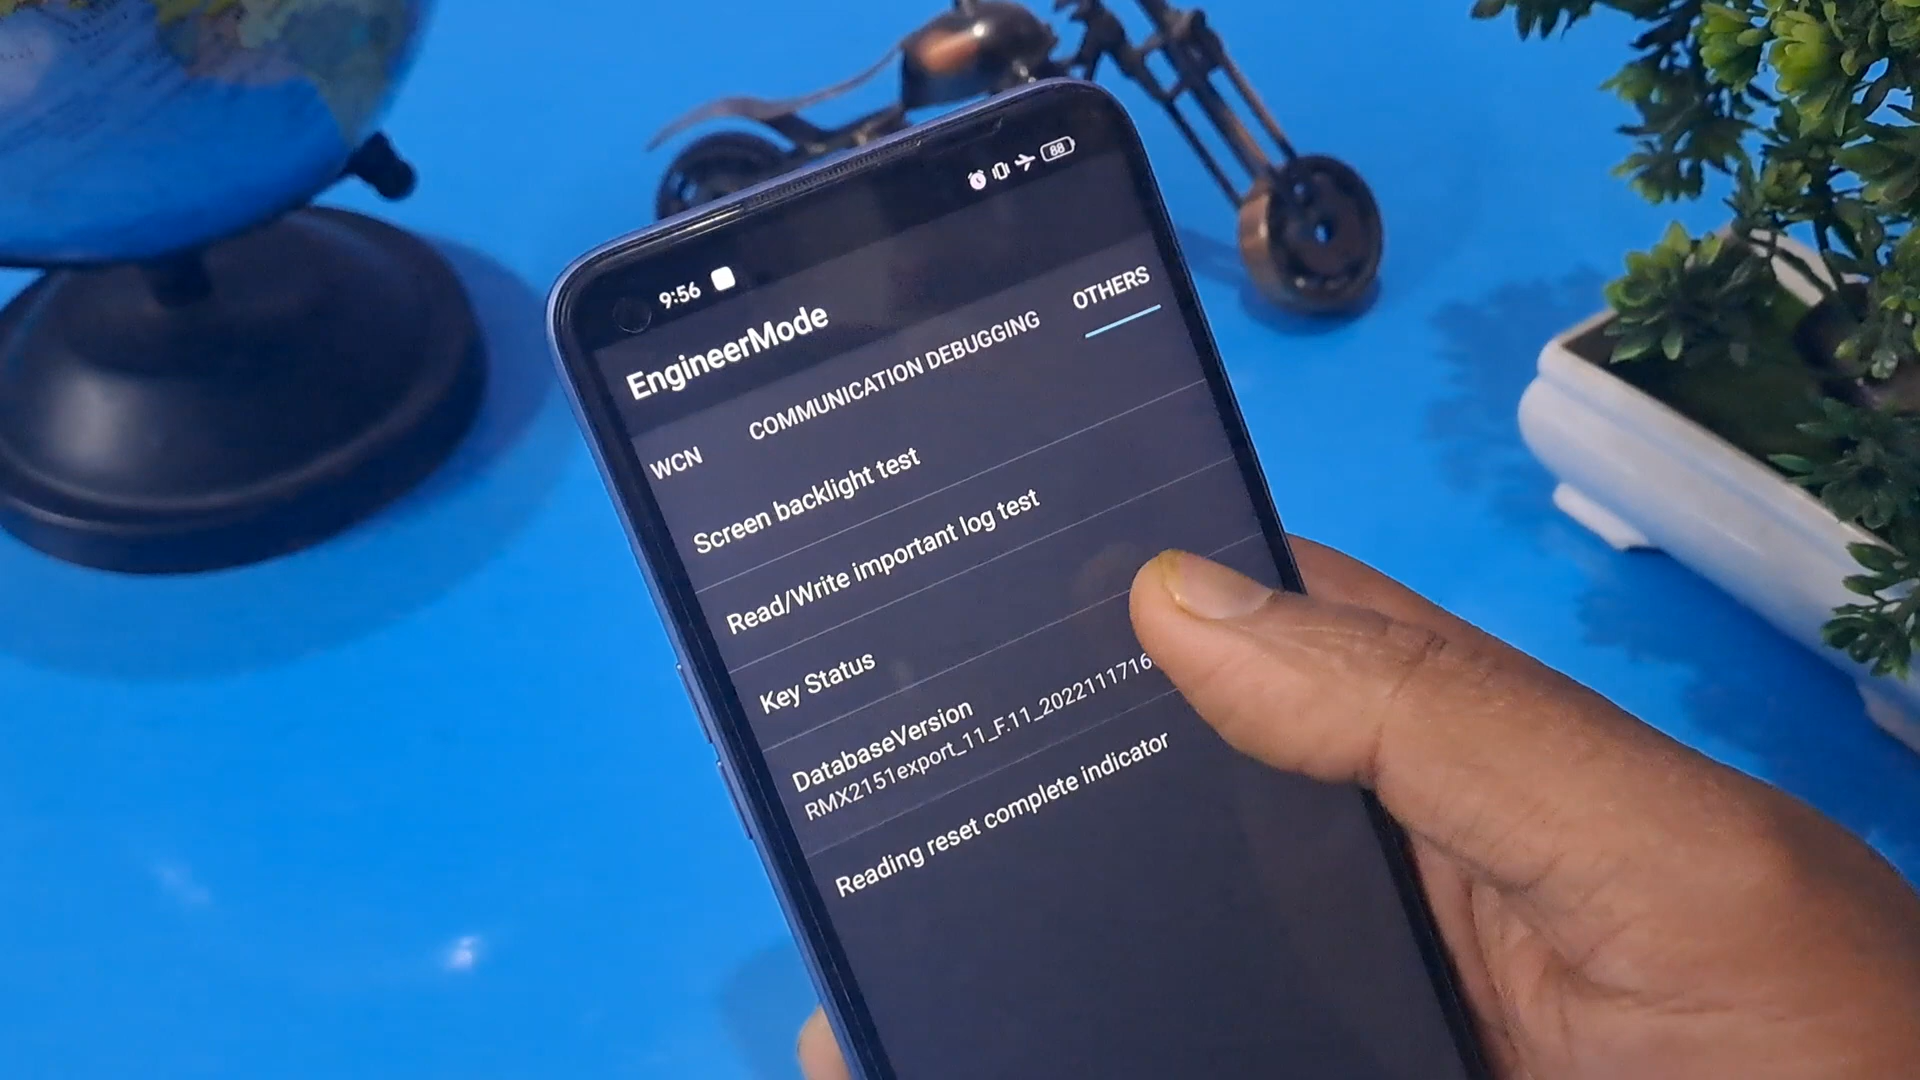 9:56
88
EngineerMode
WCN COMMUNICATION DEBUGGING OTHERS
Screen backlight test
Read/Write important log test
Key Status
DatabaseVersion
RMX2151export_11_F.11_2022111716
Reading reset complete indicator